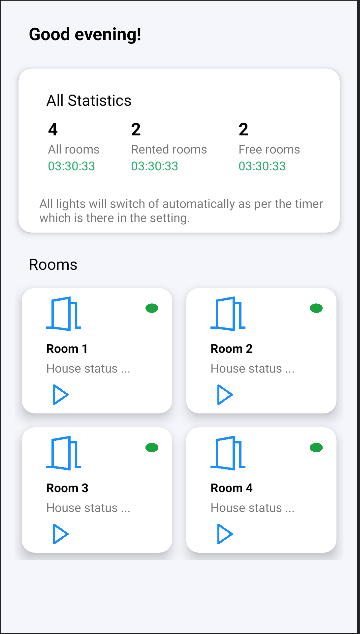 Good evening!
All Statistics
4 2 2
All rooms Rented rooms Free rooms
03:30:33 03:30:33 03:30:33
All lights will switch of automatically as per the timer
which is there in the setting.
Rooms
Room 1 Room 2
House status ... House status ...
Room 3 Room 4
House status ... House status ...